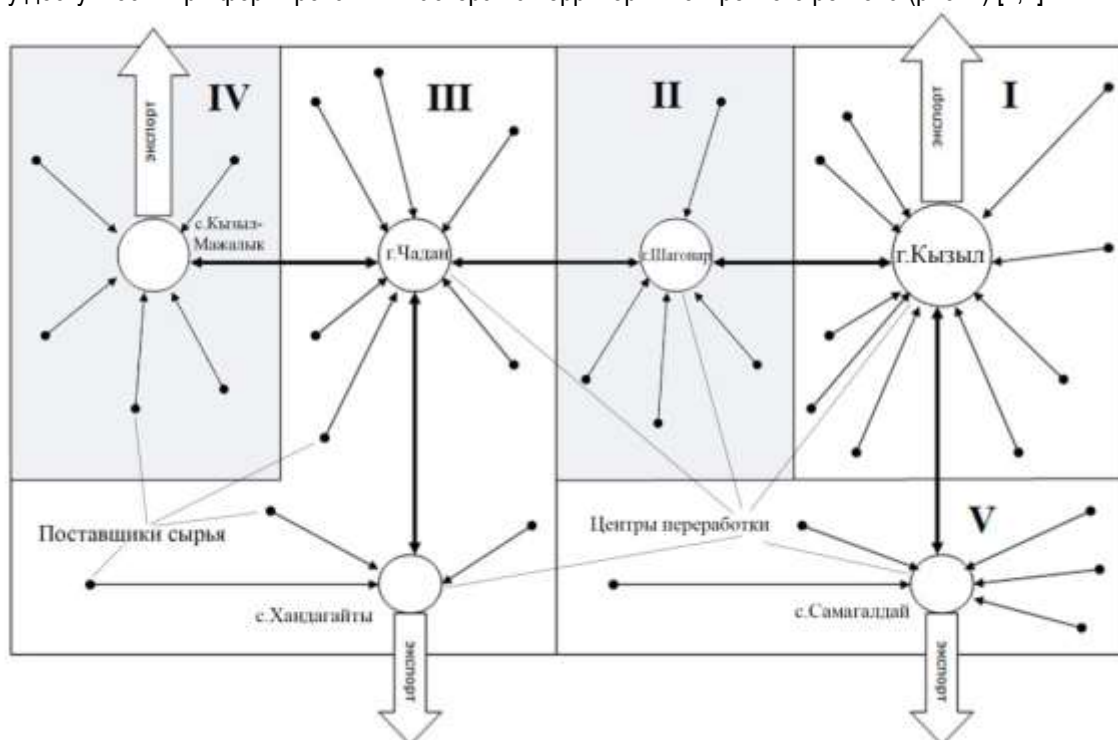 экспорт
экспорт
IV
III
II
I
с.Кызыл-
Мажалык
г.Чадан
г.Шагонар
г.Кызыл
Поставщики сырья
Центры переработки
V
с.Хандагайты
с.Самагалдай
экспорт
экспорт